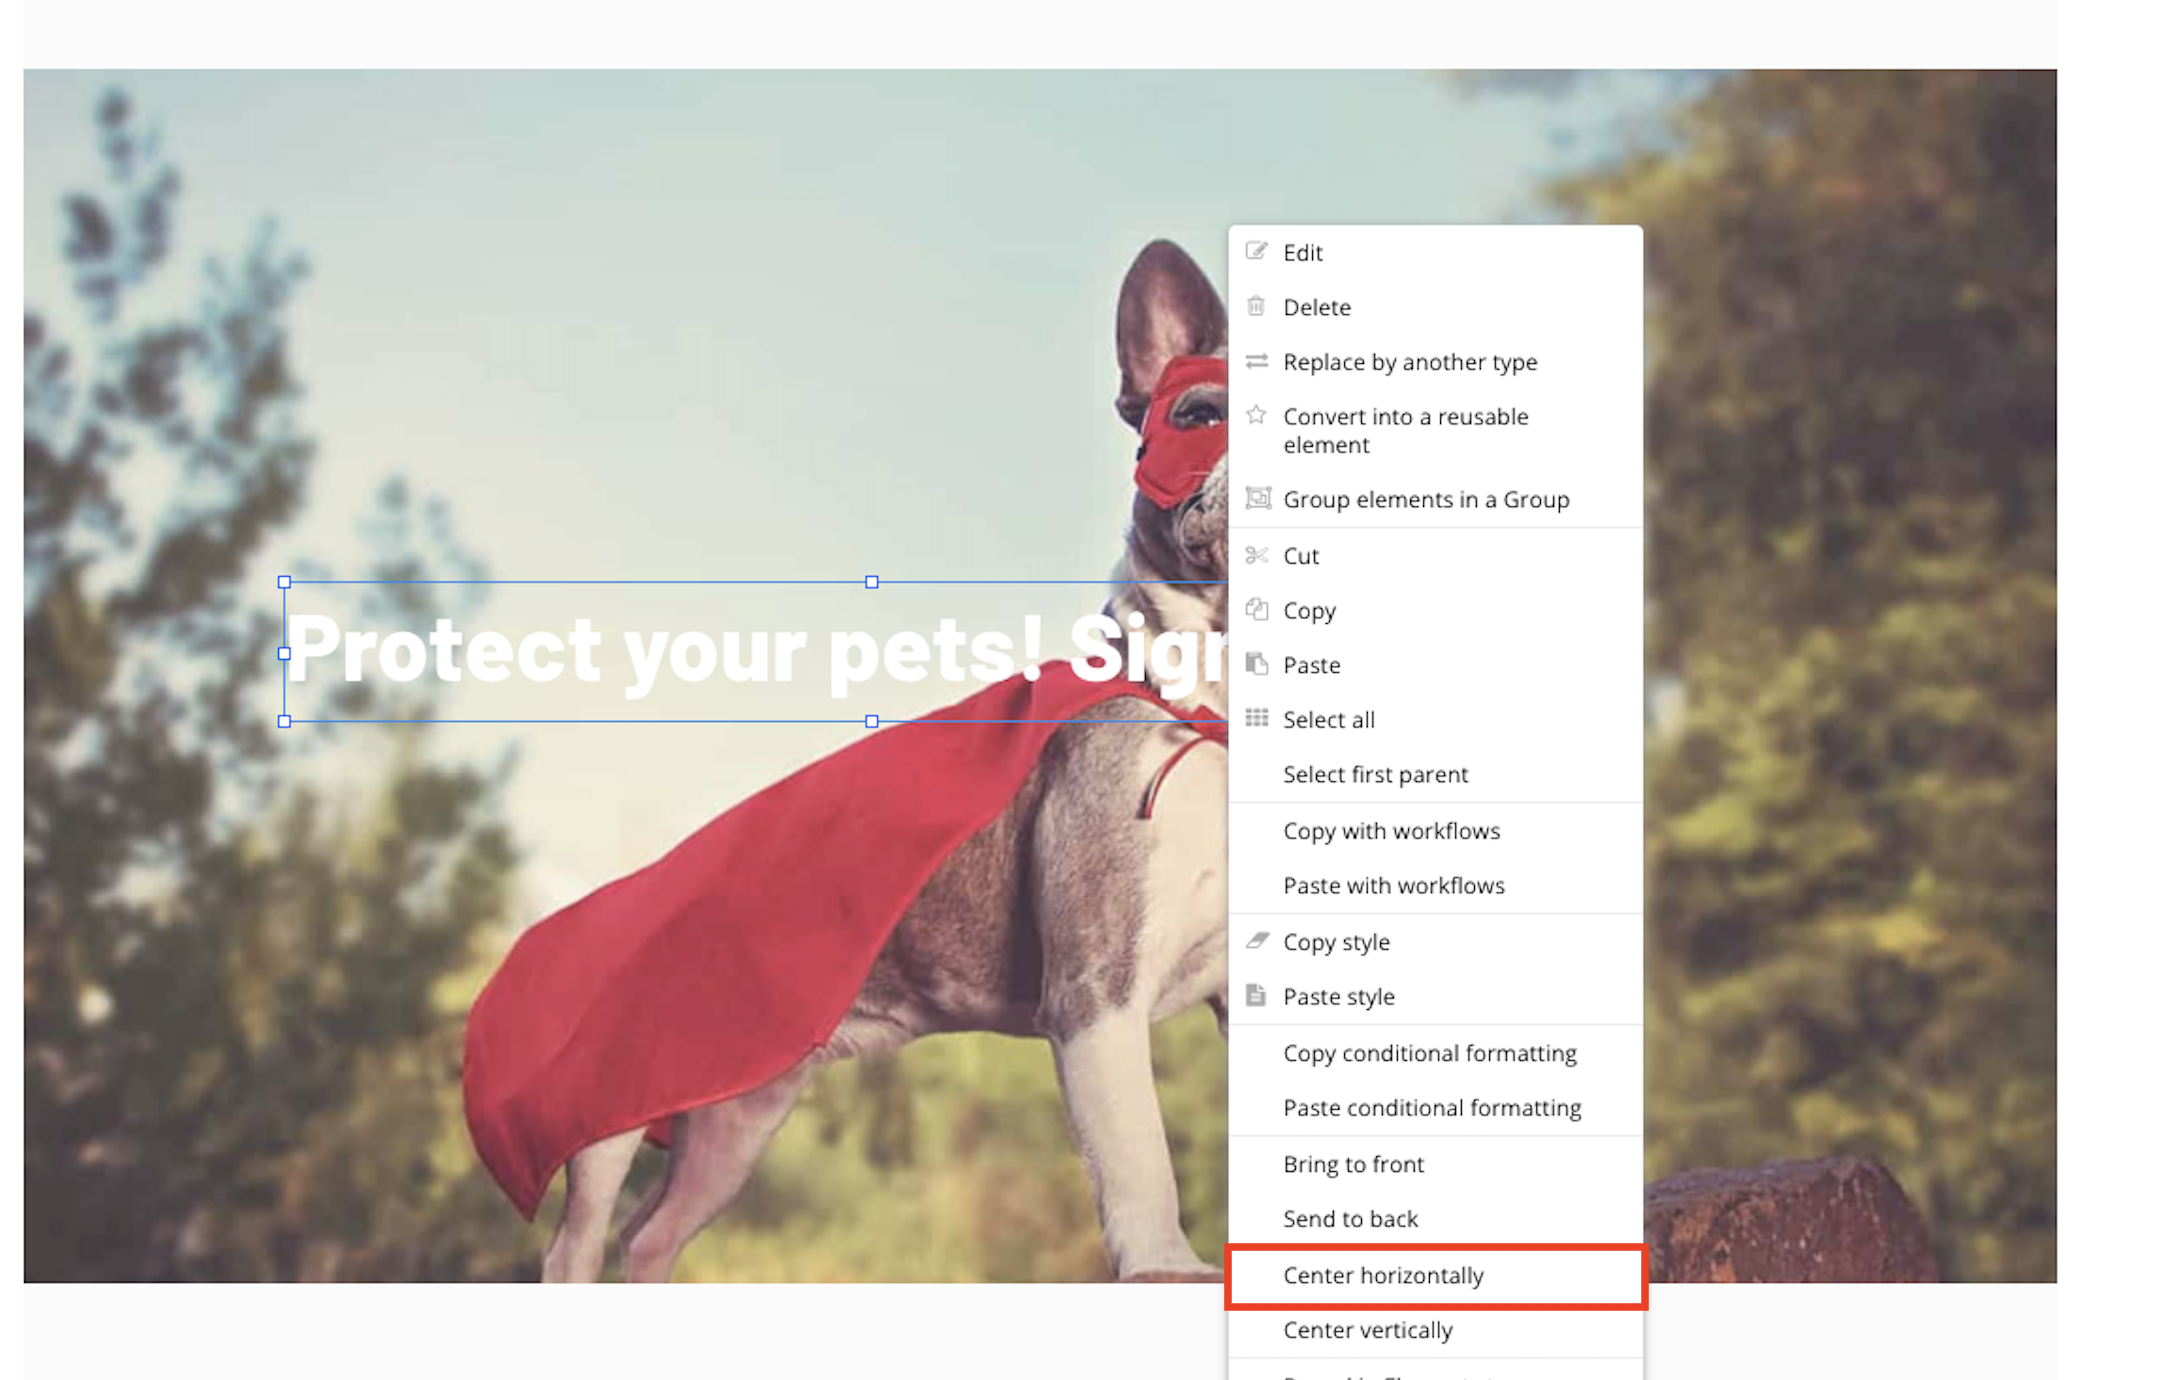 Edit
Delete
Replace by another type
Convert into a reusable
element
Group elements in a Group
Cut
Copy
Protect your pets!
Paste
Select all
Select first parent
Copy with workflows
Paste with workflows
Copy style
Paste style
Copy conditional formatting
Paste conditional formatting
Bring to front
Send to back
Center horizontally
Center vertically